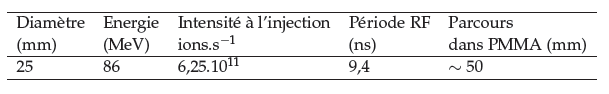 Diamètre Energie Intensité à l'injection Période RF Parcours
(mm) (MeV) ions.s⁻¹ (ns) dans PMMA (mm)
25 86 6,25.10¹¹ 9,4 ∼ 50